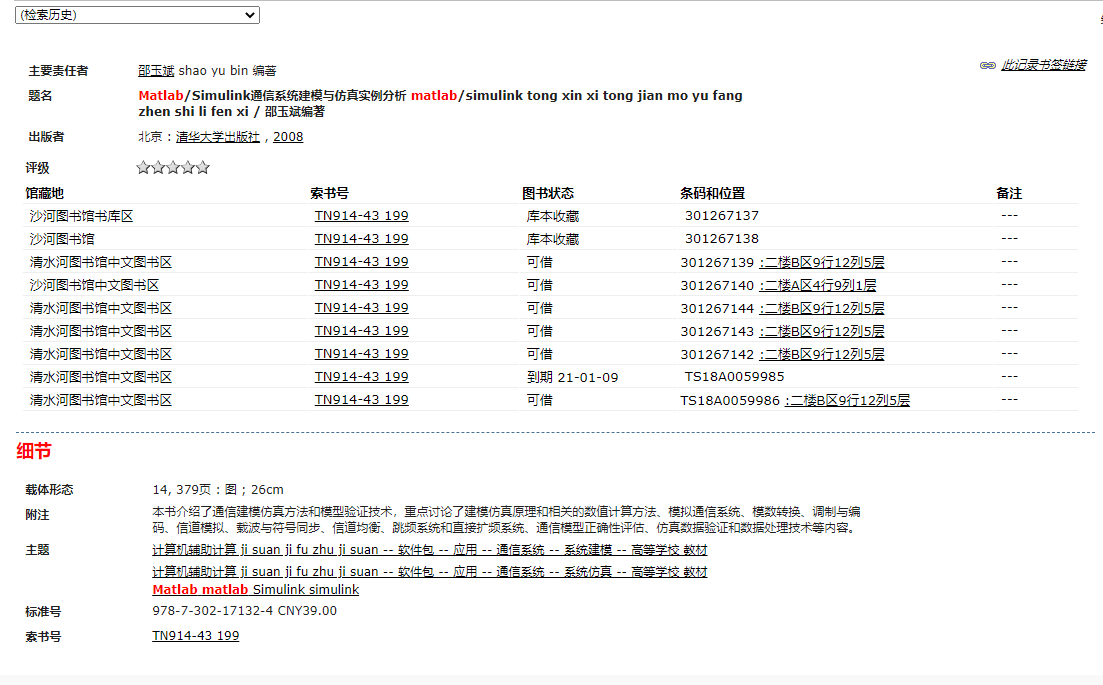 (检索历史)
此记录书签链接
主要责任者 邵玉斌 shao yu bin 编著
题名 Matlab/Simulink通信系统建模与仿真实例分析 matlab/simulink tong xin xi tong jian mo yu fang
zhen shi li fen xi / 邵玉斌编著
出版者 北京 : 清华大学出版社 , 2008
评级
馆藏地 索书号 图书状态 条码和位置 备注
沙河图书馆书库区 TN914-43 199 库本收藏 301267137 ---
沙河图书馆 TN914-43 199 库本收藏 301267138 ---
清水河图书馆中文图书区 TN914-43 199 可借 301267139 :二楼B区9行12列5层 ---
沙河图书馆中文图书区 TN914-43 199 可借 301267140 :二楼A区4行9列1层 ---
清水河图书馆中文图书区 TN914-43 199 可借 301267144 :二楼B区9行12列5层 ---
清水河图书馆中文图书区 TN914-43 199 可借 301267143 :二楼B区9行12列5层 ---
清水河图书馆中文图书区 TN914-43 199 可借 301267142 :二楼B区9行12列5层 ---
清水河图书馆中文图书区 TN914-43 199 到期 21-01-09 TS18A0059985 ---
清水河图书馆中文图书区 TN914-43 199 可借 TS18A0059986 :二楼B区9行12列5层 ---
细节
载体形态 14, 379页 : 图 ; 26cm
附注 本书介绍了通信建模仿真方法和模型验证技术，重点讨论了建模仿真原理和相关的数值计算方法、模拟通信系统、模数转换、调制与编
码、信道模拟、载波与符号同步、信道均衡、跳频系统和直接扩频系统、通信模型正确性评估、仿真数据验证和数据处理技术等内容。
主题 计算机辅助计算 ji suan ji fu zhu ji suan -- 软件包 -- 应用 -- 通信系统 -- 系统建模 -- 高等学校 教材
计算机辅助计算 ji suan ji fu zhu ji suan -- 软件包 -- 应用 -- 通信系统 -- 系统仿真 -- 高等学校 教材
Matlab matlab Simulink simulink
标准号 978-7-302-17132-4 CNY39.00
索书号 TN914-43 199